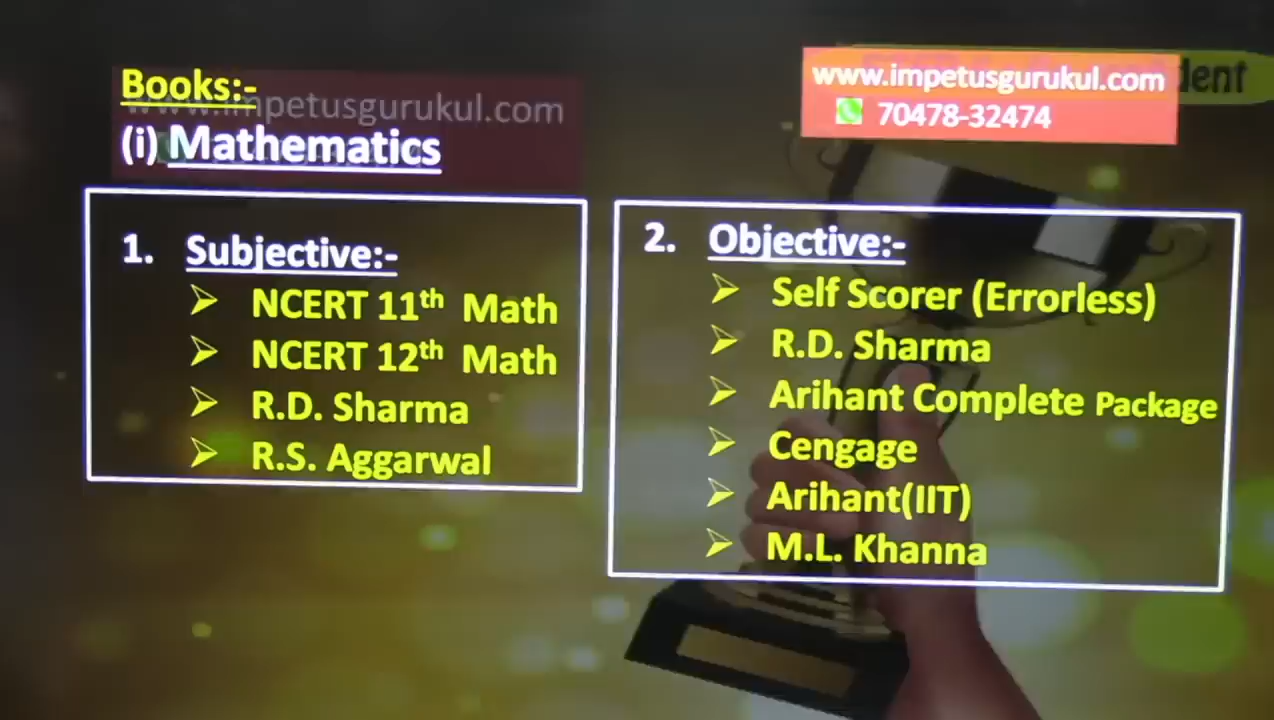 Books:-
www.impetusgurukul.com
(i) Mathematics
www.impetusgurukul.com
70478-32474
1. Subjective:-
NCERT 11th Math
NCERT 12th Math
R.D. Sharma
R.S. Aggarwal
2. Objective:-
Self Scorer (Errorless)
R.D. Sharma
Arihant Complete Package
Cengage
Arihant(IIT)
M.L. Khanna